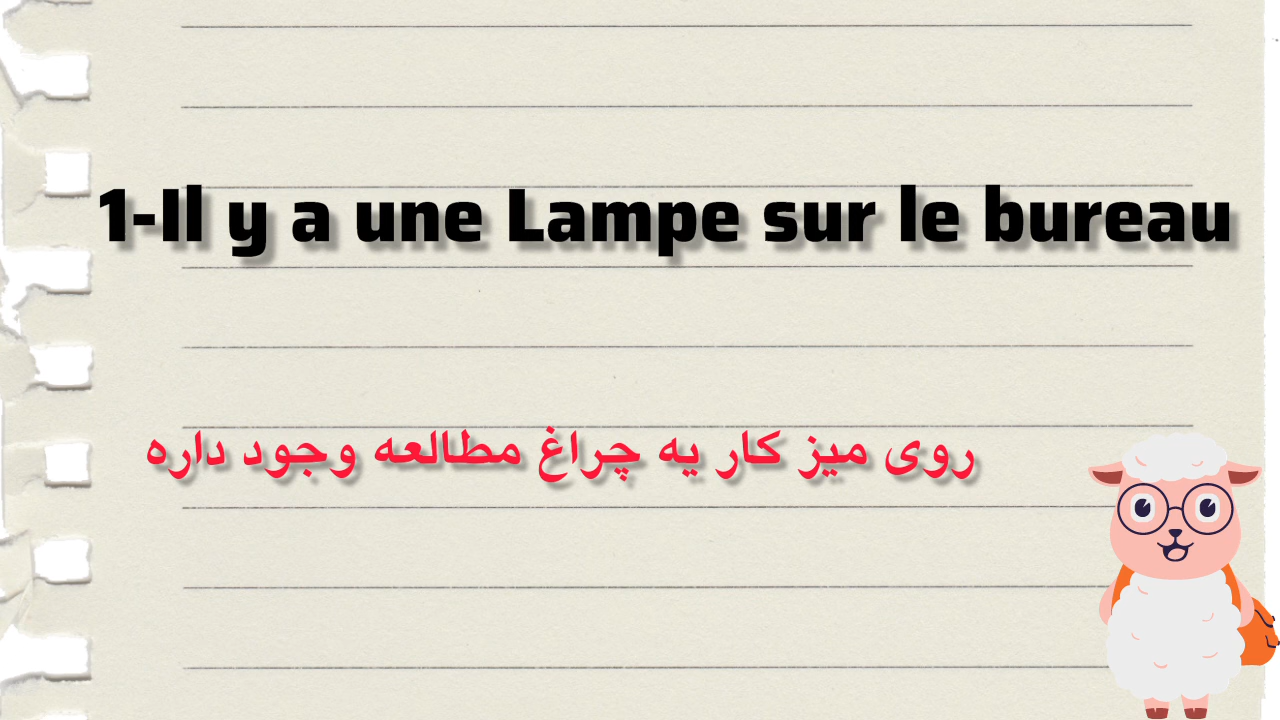 1-Il y a une Lampe sur le bureau
روی میز کار یه چراغ مطالعه وجود داره